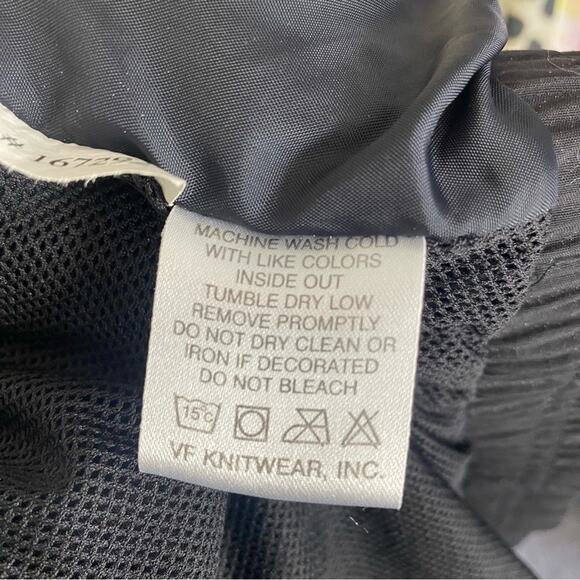 # 16729
MACHINE WASH COLD
WITH LIKE COLORS
INSIDE OUT
TUMBLE DRY LOW
REMOVE PROMPTLY
DO NOT DRY CLEAN OR
IRON IF DECORATED
DO NOT BLEACH
15°C
VF KNITWEAR, INC.